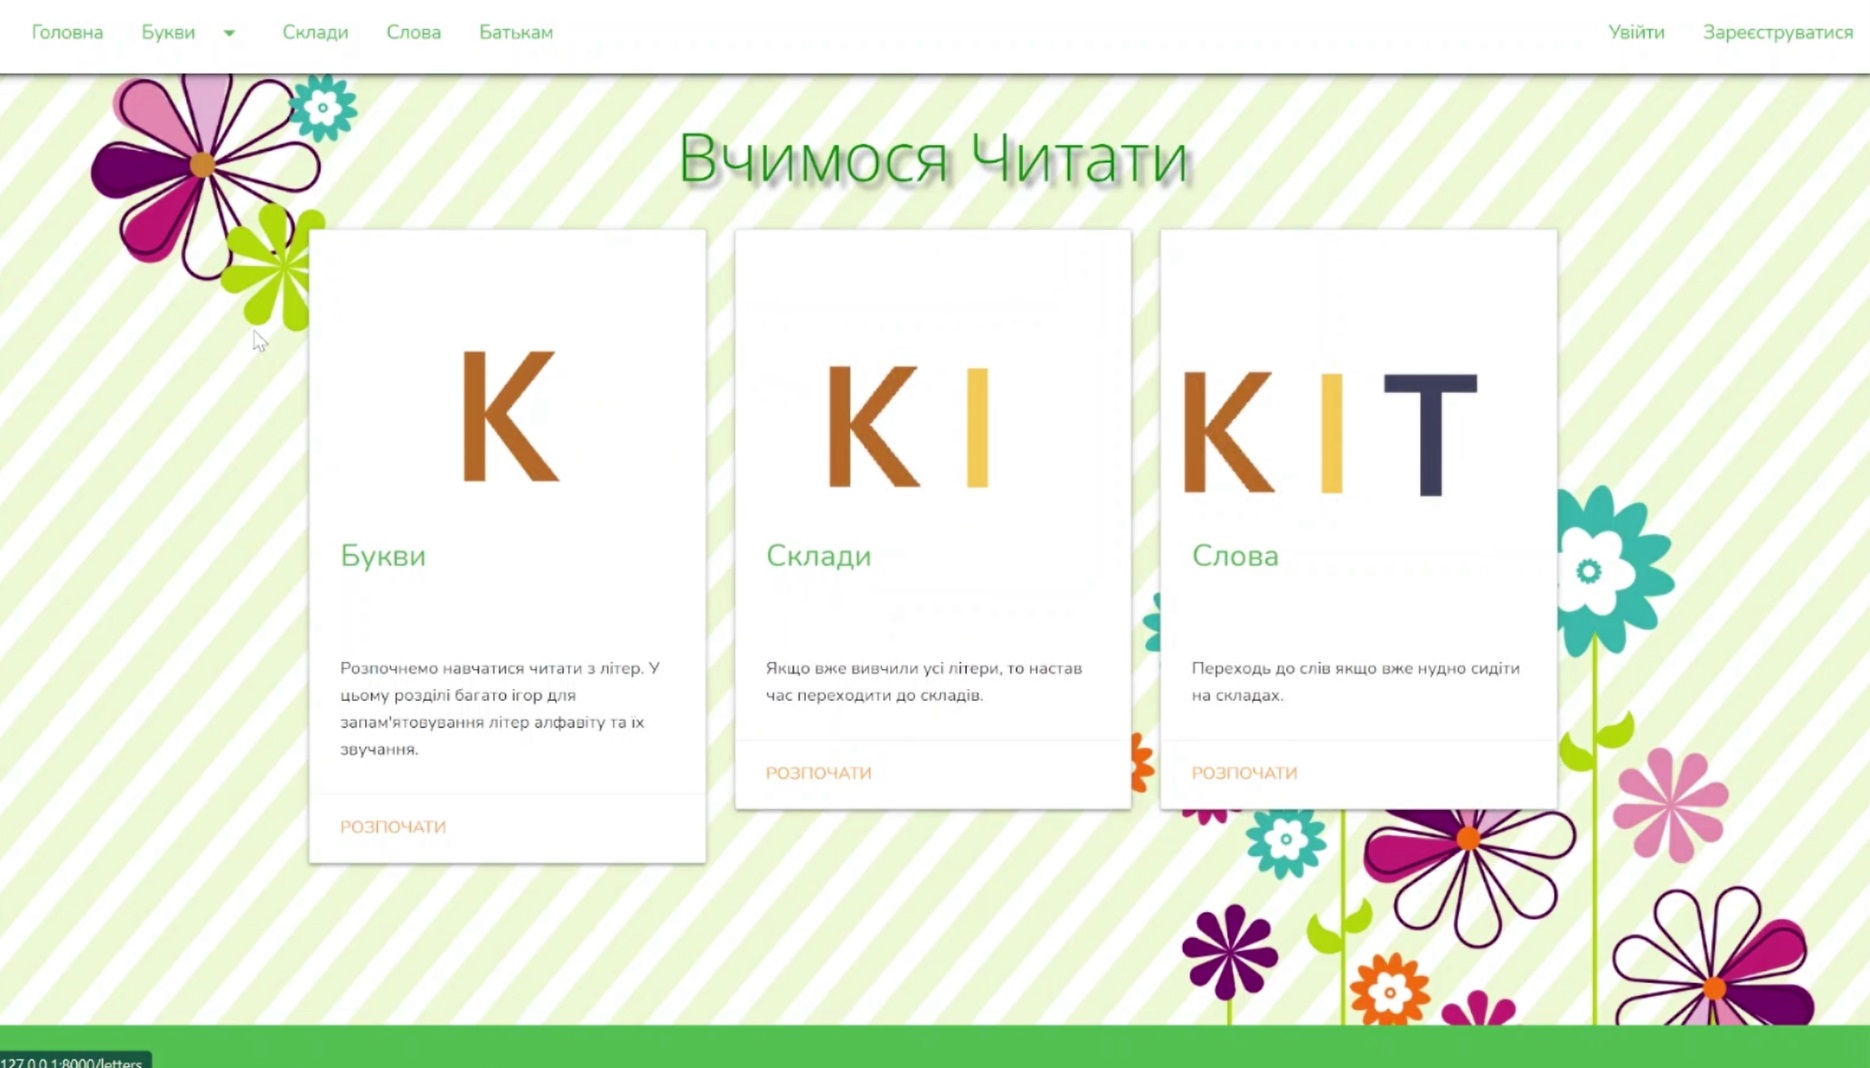 Головна Букви Склади Слова Батькам Увійти Зареєструватися
Вчимося Читати
К
К І
К І Т
Букви
Розпочнемо навчатися читати з літер. У
цьому розділі багато ігор для
запам'ятовування літер алфавіту та їх
звучання.
РОЗПОЧАТИ
Склади
Якщо вже вивчили усі літери, то настав
час переходити до складів.
РОЗПОЧАТИ
Слова
Переходь до слів якщо вже нудно сидіти
на складах.
РОЗПОЧАТИ
127.0.0.1:8000/letters